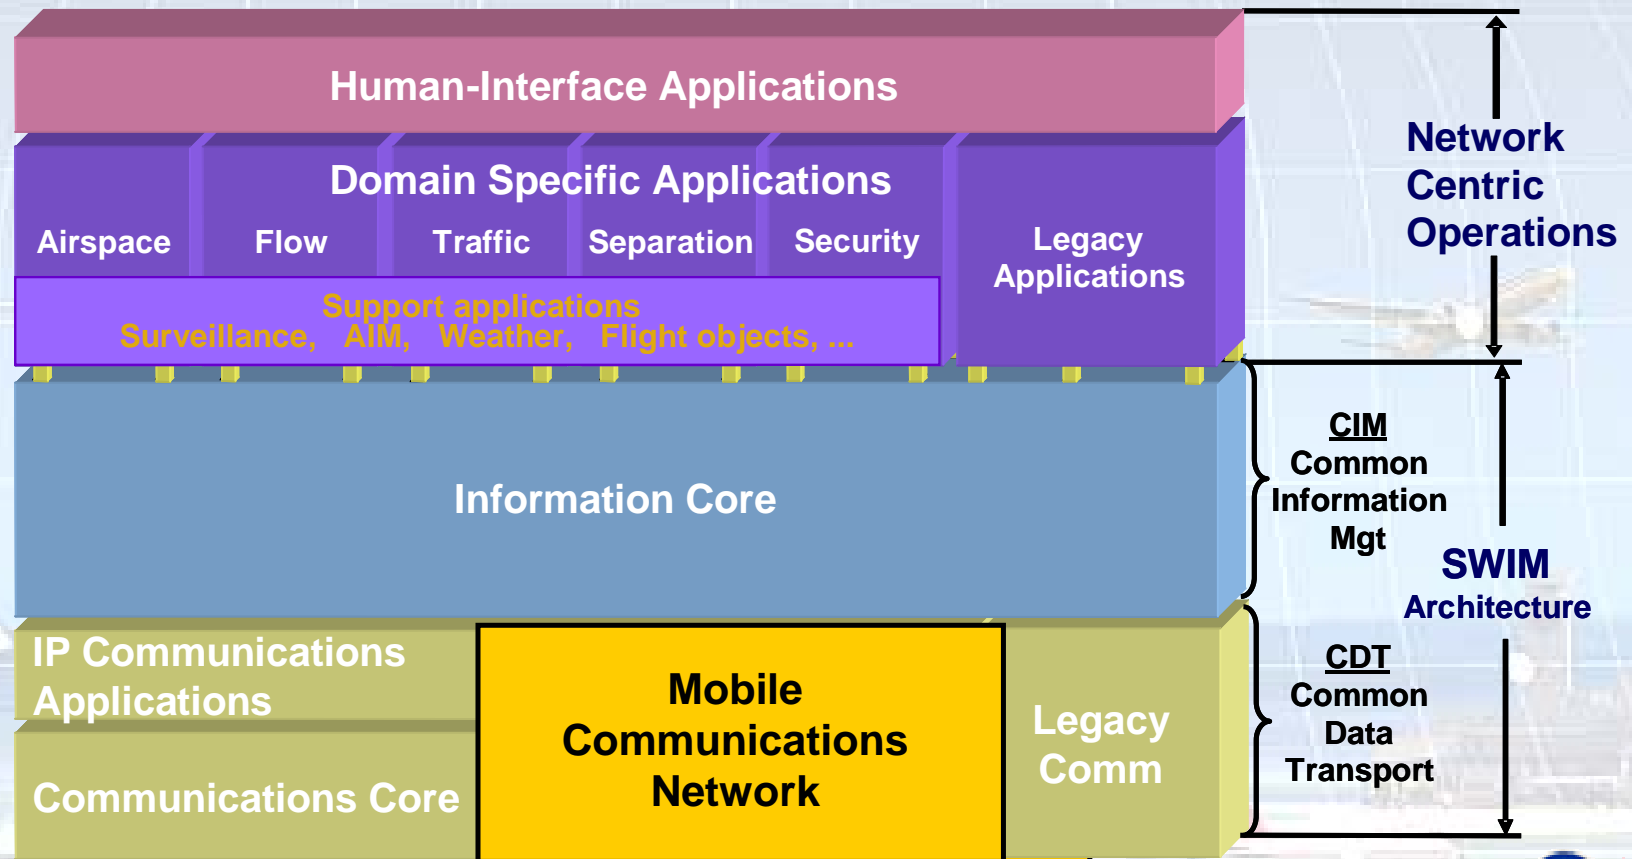 Human-Interface Applications
Domain Specific Applications
Airspace
Flow
Traffic
Separation
Security
Legacy
Applications
Support applications
Surveillance, AIM, Weather, Flight objects, ...
Information Core
IP Communications
Applications
Communications Core
Mobile
Communications
Network
Legacy
Comm
Network
Centric
Operations
CIM
Common
Information
Mgt
SWIM
Architecture
CDT
Common
Data
Transport